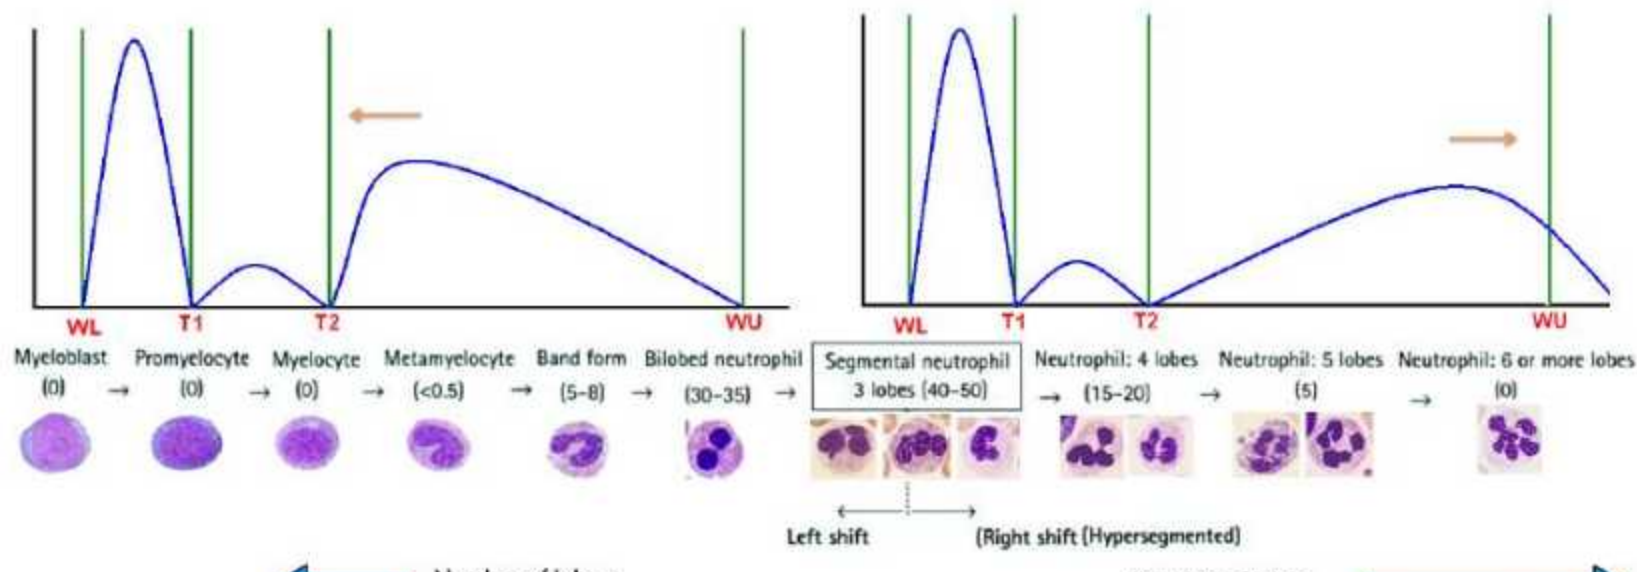 WL T1 T2 WU
WL T1 T2 WU
Myeloblast Promyelocyte Myelocyte Metamyelocyte Band form Bilobed neutrophil Segmental neutrophil Neutrophil: 4 lobes Neutrophil: 5 lobes Neutrophil: 6 or more lobes
(0) → (0) → (0) → (<0.5) → (5-8) → (30-35) → 3 lobes (40-50) → (15-20) → (5) → (0)
Left shift (Right shift (Hypersegmented)